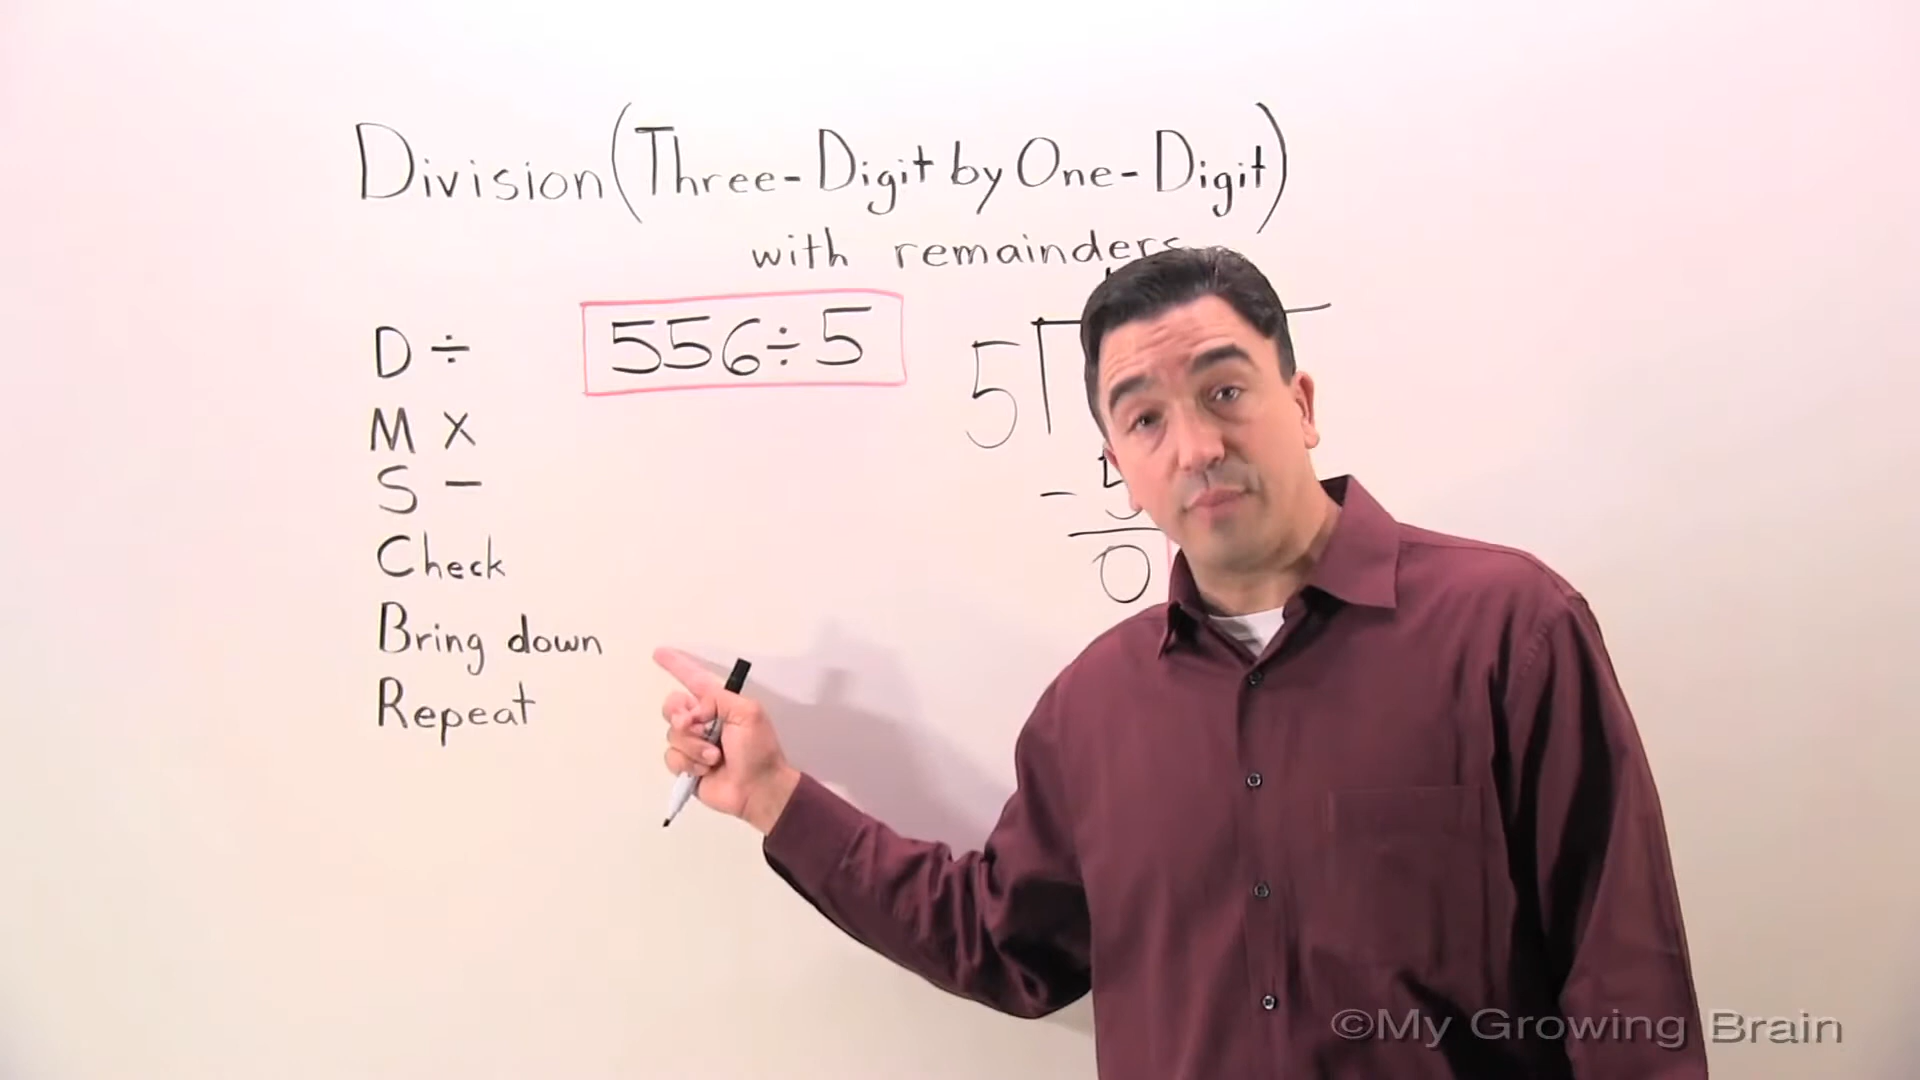 Division (Three-Digit by One-Digit)
with remainders
D ÷
556÷5
M x
S -
Check
Bring down
Repeat
5
-
0
©My Growing Brain